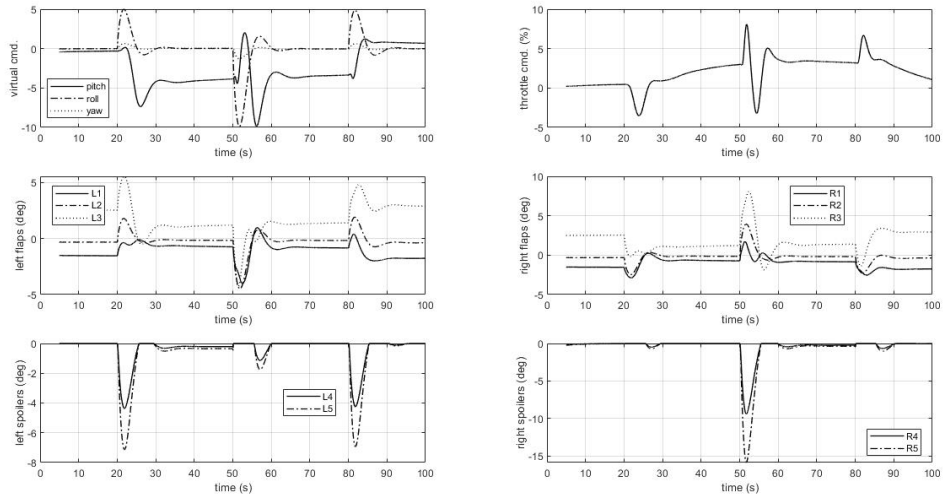 5
0
-5
-10
virtual cmd.
pitch
roll
yaw
0 10 20 30 40 50 60 70 80 90 100
time (s)
10
5
0
-5
throttle cmd. (%)
0 10 20 30 40 50 60 70 80 90 100
time (s)
5
0
-5
left flaps (deg)
L1
L2
L3
0 10 20 30 40 50 60 70 80 90 100
time (s)
10
5
0
-5
right flaps (deg)
R1
R2
R3
0 10 20 30 40 50 60 70 80 90 100
time (s)
0
-2
-4
-6
-8
left spoilers (deg)
L4
L5
0 10 20 30 40 50 60 70 80 90 100
time (s)
0
-5
-10
-15
right spoilers (deg)
R4
R5
0 10 20 30 40 50 60 70 80 90 100
time (s)